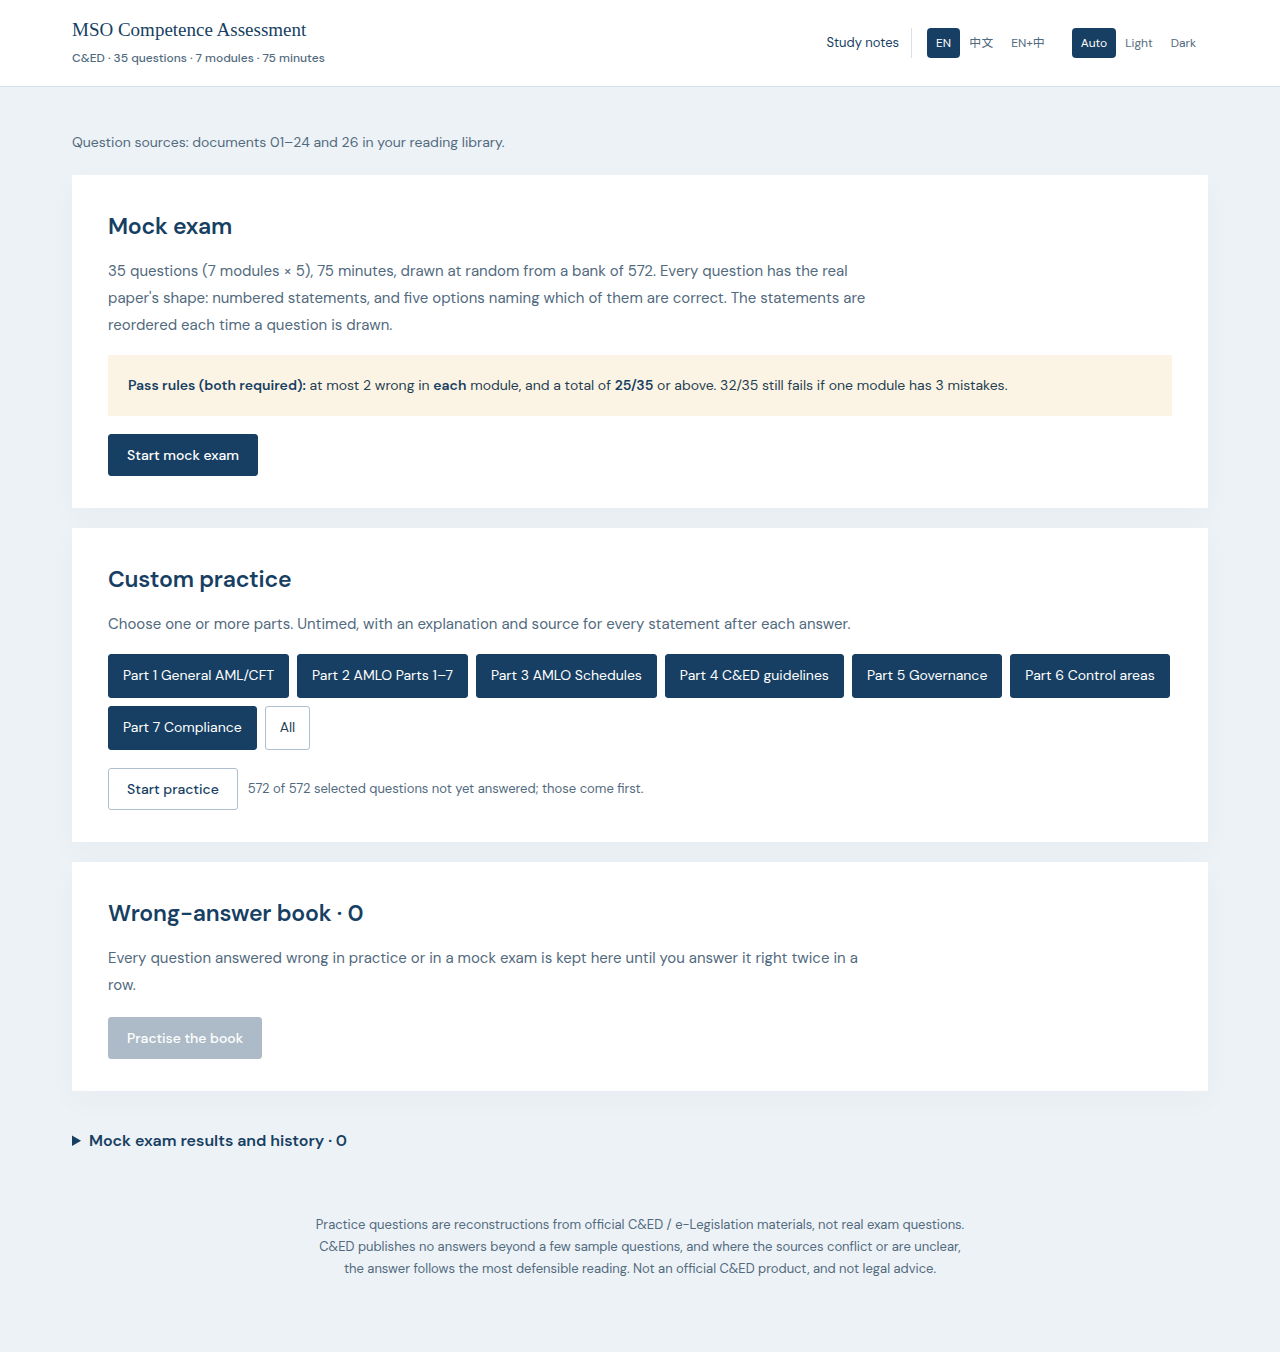 MSO Competence Assessment
C&ED · 35 questions · 7 modules · 75 minutes
Study notes
EN
中文
EN+中
Auto
Light
Dark
Question sources: documents 01–24 and 26 in your reading library.
Mock exam
35 questions (7 modules × 5), 75 minutes, drawn at random from a bank of 572. Every question has the real
paper's shape: numbered statements, and five options naming which of them are correct. The statements are
reordered each time a question is drawn.
Pass rules (both required): at most 2 wrong in each module, and a total of 25/35 or above. 32/35 still fails if one module has 3 mistakes.
Start mock exam
Custom practice
Choose one or more parts. Untimed, with an explanation and source for every statement after each answer.
Part 1 General AML/CFT
Part 2 AMLO Parts 1–7
Part 3 AMLO Schedules
Part 4 C&ED guidelines
Part 5 Governance
Part 6 Control areas
Part 7 Compliance
All
Start practice
572 of 572 selected questions not yet answered; those come first.
Wrong-answer book · 0
Every question answered wrong in practice or in a mock exam is kept here until you answer it right twice in a
row.
Practise the book
Mock exam results and history · 0
Practice questions are reconstructions from official C&ED / e-Legislation materials, not real exam questions.
C&ED publishes no answers beyond a few sample questions, and where the sources conflict or are unclear,
the answer follows the most defensible reading. Not an official C&ED product, and not legal advice.